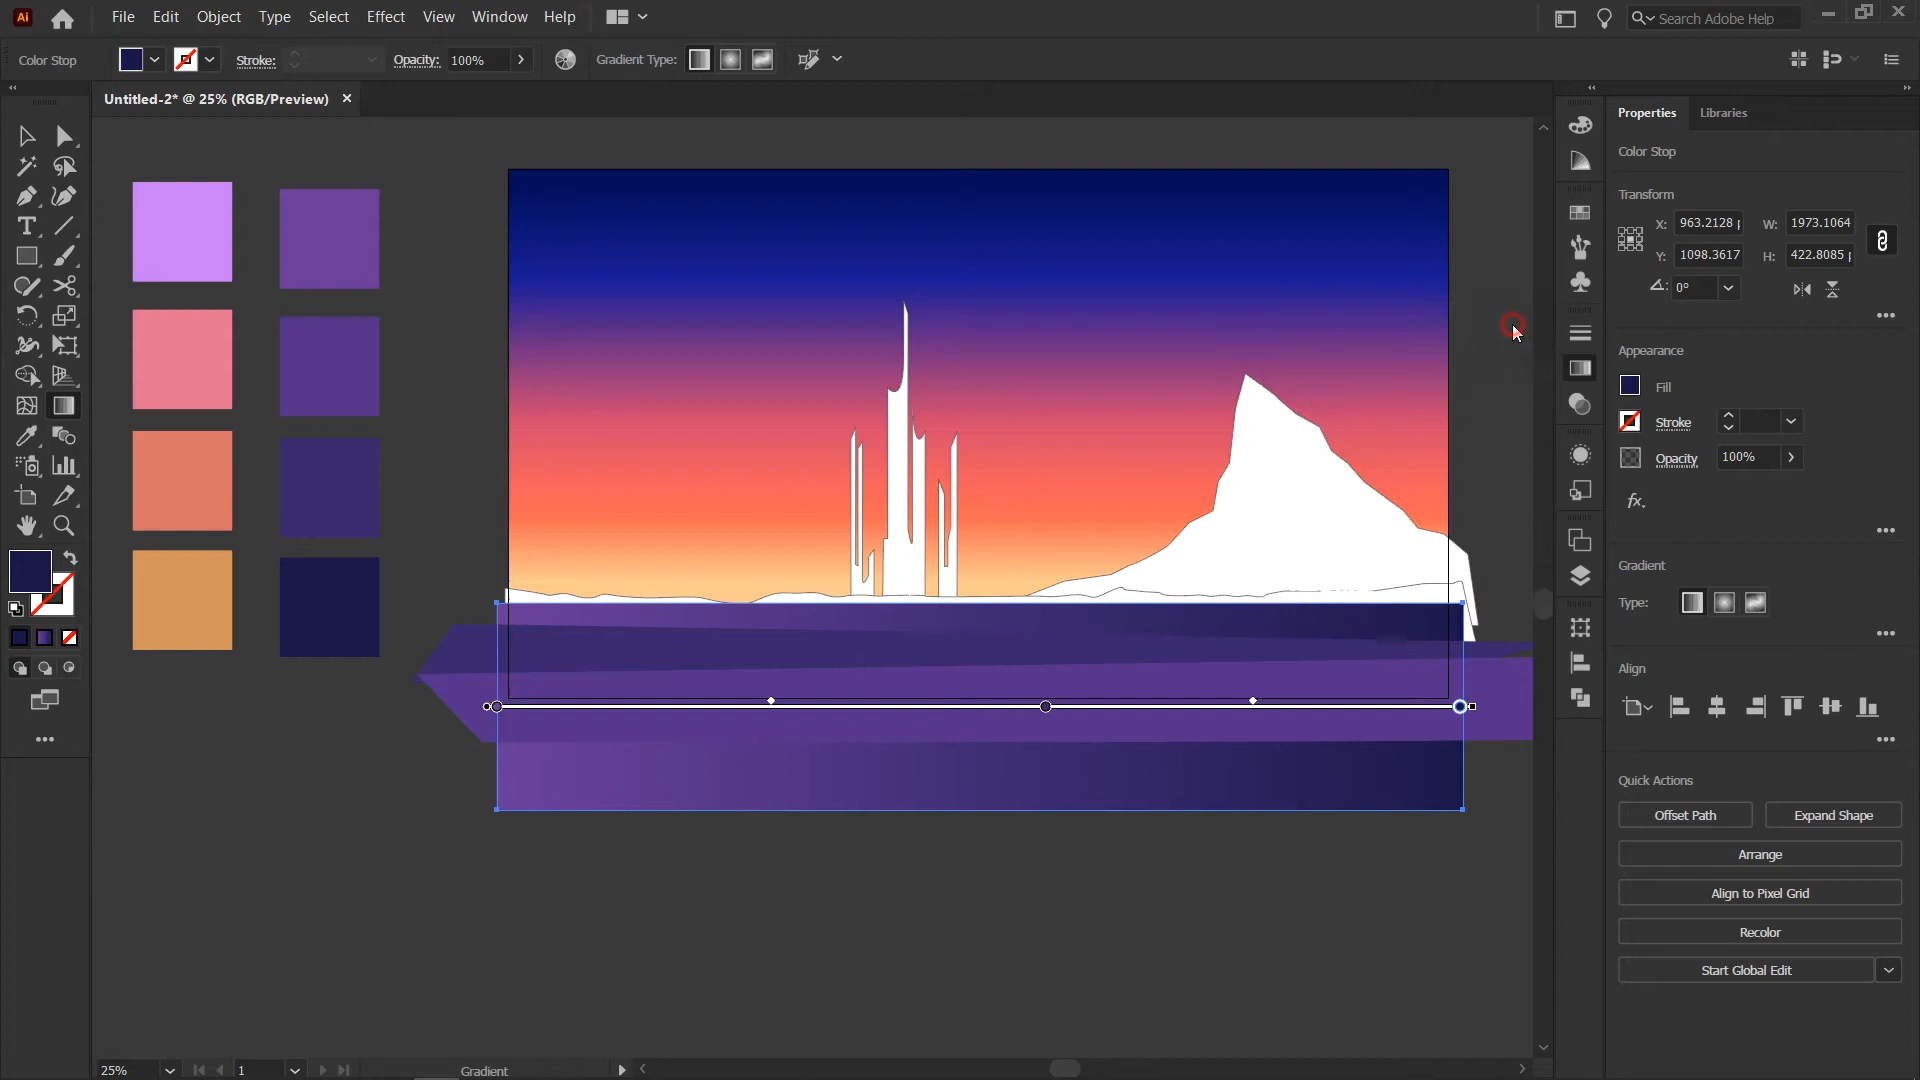 Ai File Edit Object Type Select Effect View Window Help Search Adobe Help
Color Stop Stroke: Opacity: 100% Gradient Type:
Untitled-2* @ 25% (RGB/Preview) ×
Properties Libraries
Color Stop
Transform
X: 963.2128 p W: 1973.1064
Y: 1098.3617 H: 422.8085 p
0°
Appearance
Fill
Stroke
Opacity 100%
fx.
Gradient
Type:
Align
Quick Actions
Offset Path Expand Shape
Arrange
Align to Pixel Grid
Recolor
Start Global Edit
25% 1 Gradient